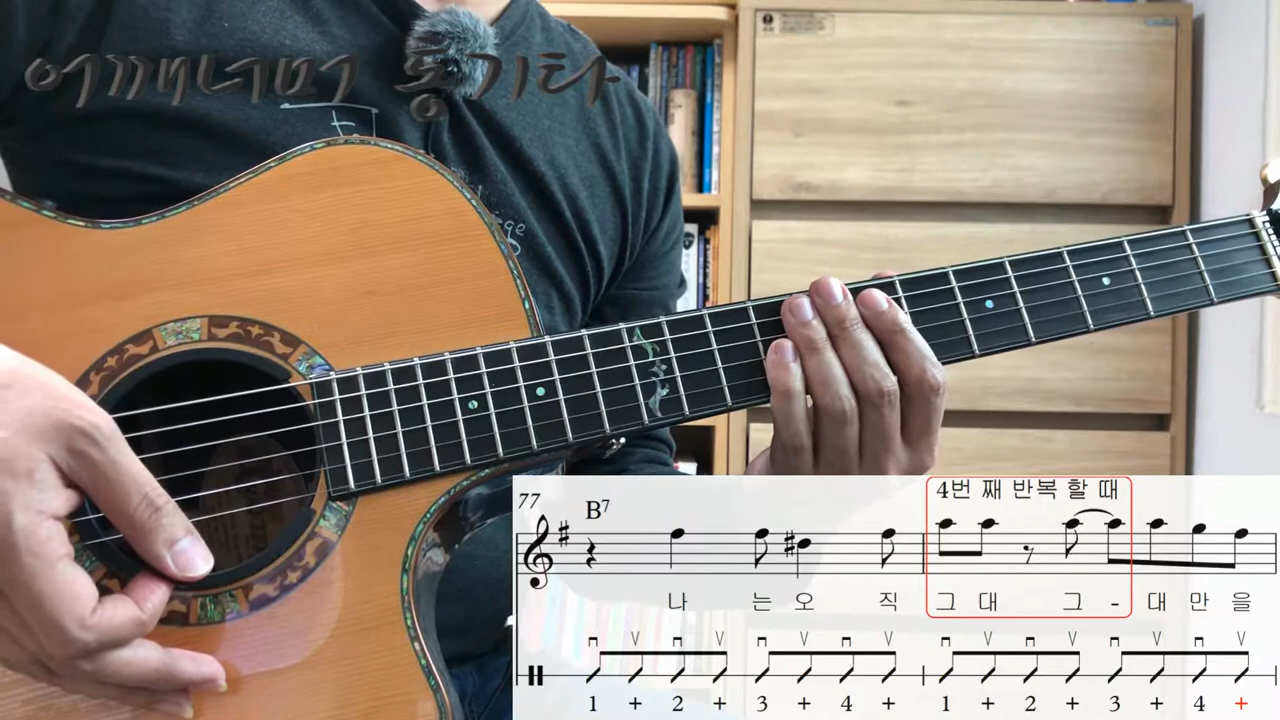 어깨너머 통기타
4번 째 반복 할 때
77
B7
나 는 오 직 그 대 그 - 대 만 을
1 + 2 + 3 + 4 + 1 + 2 + 3 + 4 +